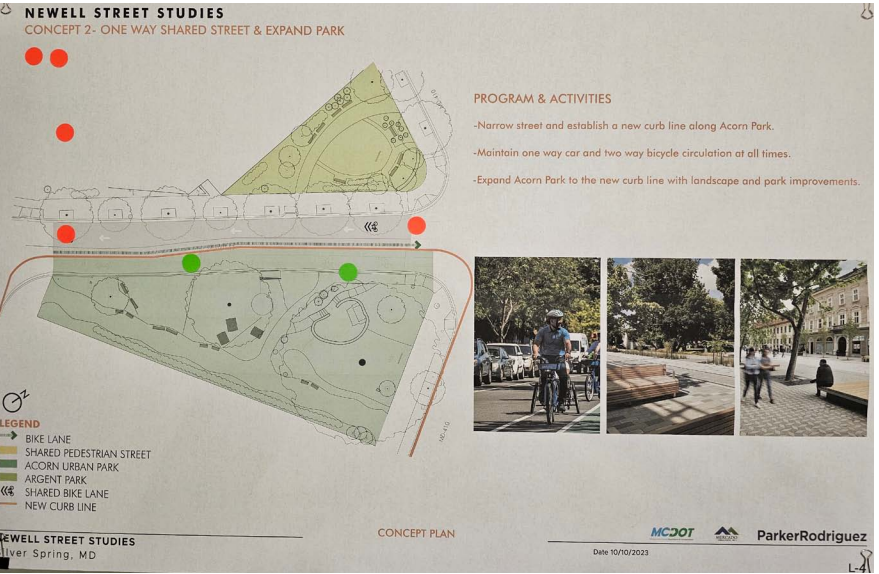 NEWELL STREET STUDIES
CONCEPT 2- ONE WAY SHARED STREET & EXPAND PARK
PROGRAM & ACTIVITIES
-Narrow street and establish a new curb line along Acorn Park.
-Maintain one way car and two way bicycle circulation at all times.
-Expand Acorn Park to the new curb line with landscape and park improvements.
MD-410
LEGEND
BIKE LANE
SHARED PEDESTRIAN STREET
ACORN URBAN PARK
ARGENT PARK
SHARED BIKE LANE
NEW CURB LINE
NEWELL STREET STUDIES
ilver Spring, MD
CONCEPT PLAN
MCDOT
ParkerRodriguez
Date 10/10/2023
L-4